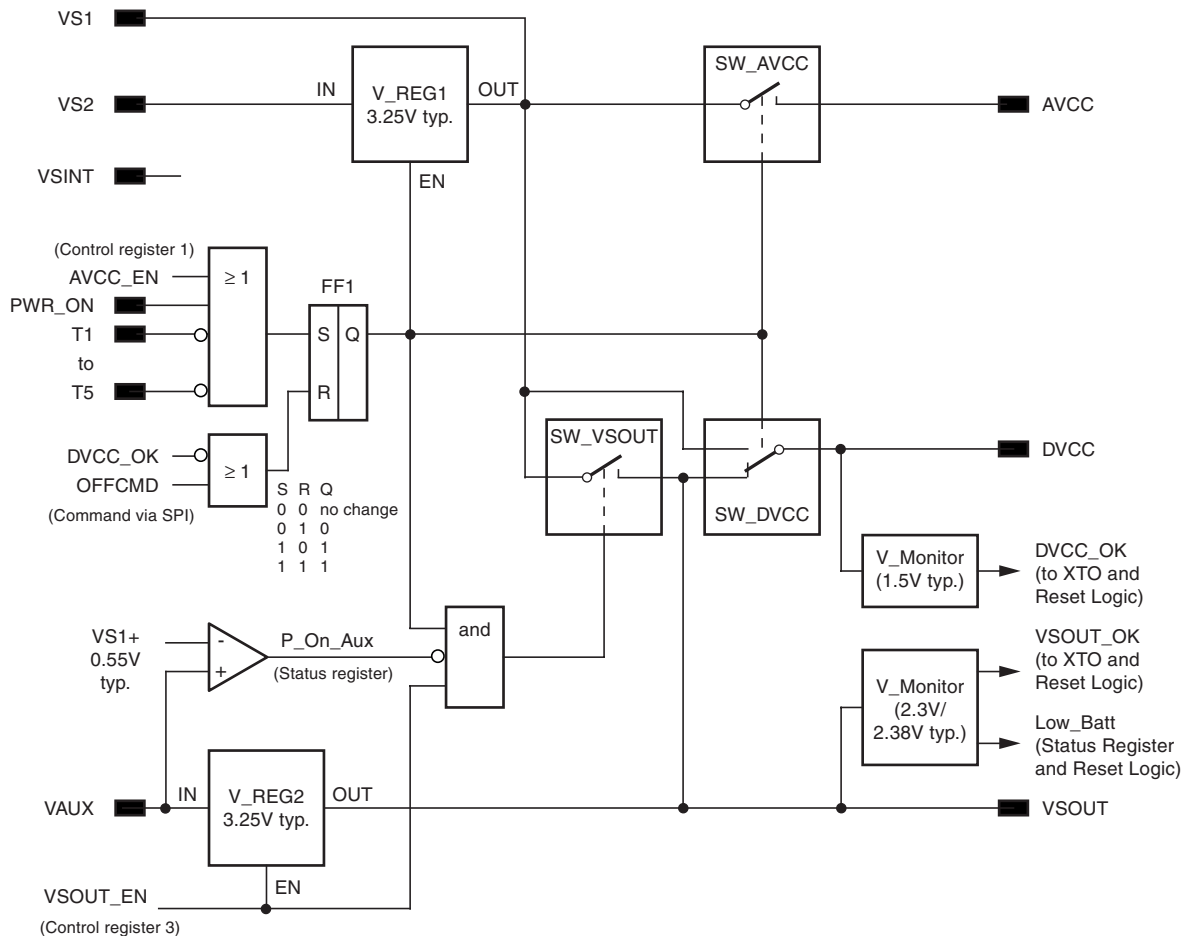 VS1
SW_AVCC
IN
V_REG1
3.25V typ.
OUT
VS2
AVCC
VSINT
EN
(Control register 1)
AVCC_EN
≥ 1
PWR_ON
FF1
T1
S Q
to
T5
R
SW_VSOUT
DVCC_OK
≥ 1
OFFCMD
(Command via SPI)
DVCC
SW_DVCC
S R Q
0 0 no change
0 1 0
1 0 1
1 1 1
V_Monitor
(1.5V typ.)
DVCC_OK
(to XTO and
Reset Logic)
and
VS1+
0.55V
typ.
-
+
P_On_Aux
(Status register)
VSOUT_OK
(to XTO and
Reset Logic)
V_Monitor
(2.3V/
2.38V typ.)
Low_Batt
(Status Register
and Reset Logic)
VAUX
IN
V_REG2
3.25V typ.
OUT
VSOUT
EN
VSOUT_EN
(Control register 3)